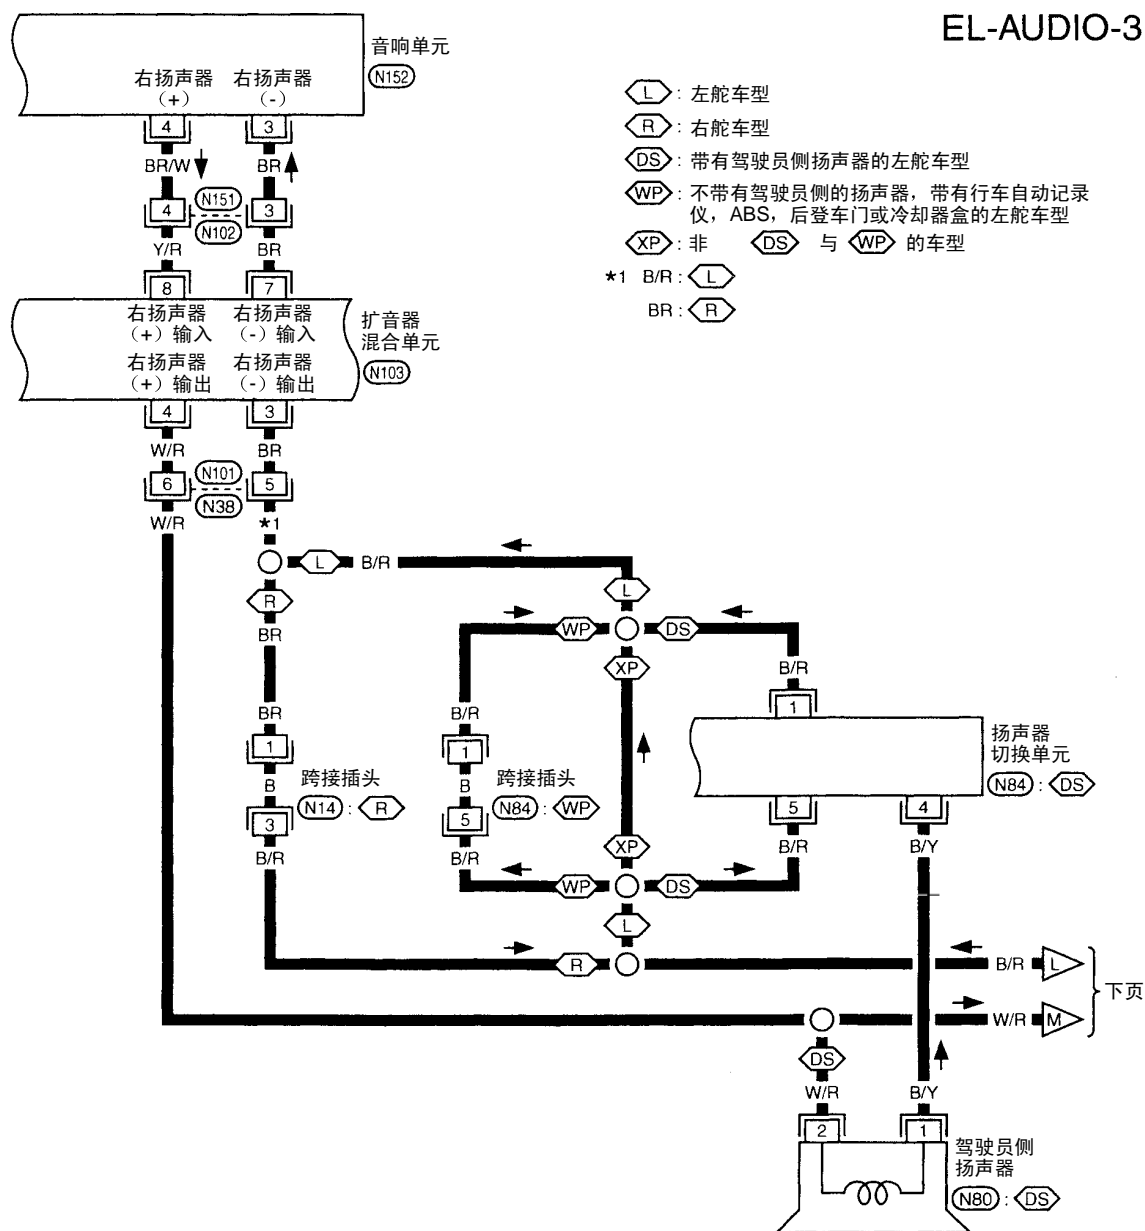 EL-AUDIO-3
音响单元
N152
右扬声器 右扬声器
(+) (-)
4 3
BR/W BR
4 N151 3
N102
Y/R BR
8 7
右扬声器 右扬声器
(+) 输入 (-) 输入
右扬声器 右扬声器
(+) 输出 (-) 输出
扩音器
混合单元
N103
4 3
W/R BR
6 N101 5
N38
W/R ★1
L : 左舵车型
R : 右舵车型
DS : 带有驾驶员侧扬声器的左舵车型
WP : 不带有驾驶员侧的扬声器，带有行车自动记录
仪，ABS，后登车门或冷却器盒的左舵车型
XP : 非 DS 与 WP 的车型
★1 B/R : L
BR : R
L B/R
L
R
BR
WP DS
XP
B/R
1
BR B/R
1 1
B B
3 5
B/R B/R
跨接插头
N14 : R
跨接插头
N84 : WP
扬声器
切换单元
N84 : DS
5 4
B/R B/Y
XP
WP DS
L
R B/R L
下页
W/R M
DS
W/R B/Y
2 1
驾驶员侧
扬声器
N80 : DS